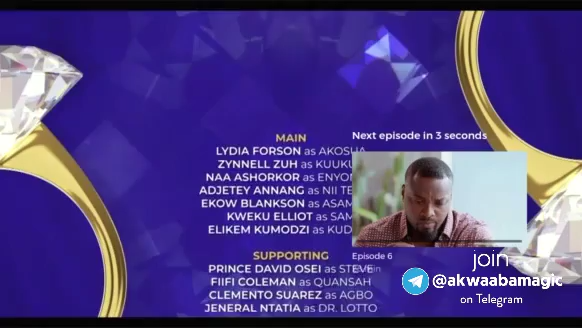 MAIN
LYDIA FORSON as AKOSUA
ZYNNELL ZUH as KUUKU
NAA ASHORKOR as ENYON
ADJETEY ANNANG as NII TE
EKOW BLANKSON as ASAM
KWEKU ELLIOT as SAM
ELIKEM KUMODZI as KUD
SUPPORTING
PRINCE DAVID OSEI as STEVE
FIIFI COLEMAN as QUANSAH
CLEMENTO SUAREZ as AGBO
JENERAL NTATIA as DR. LOTTO
Next episode in 3 seconds
Episode 6
join
@akwaabamagic
on Telegram